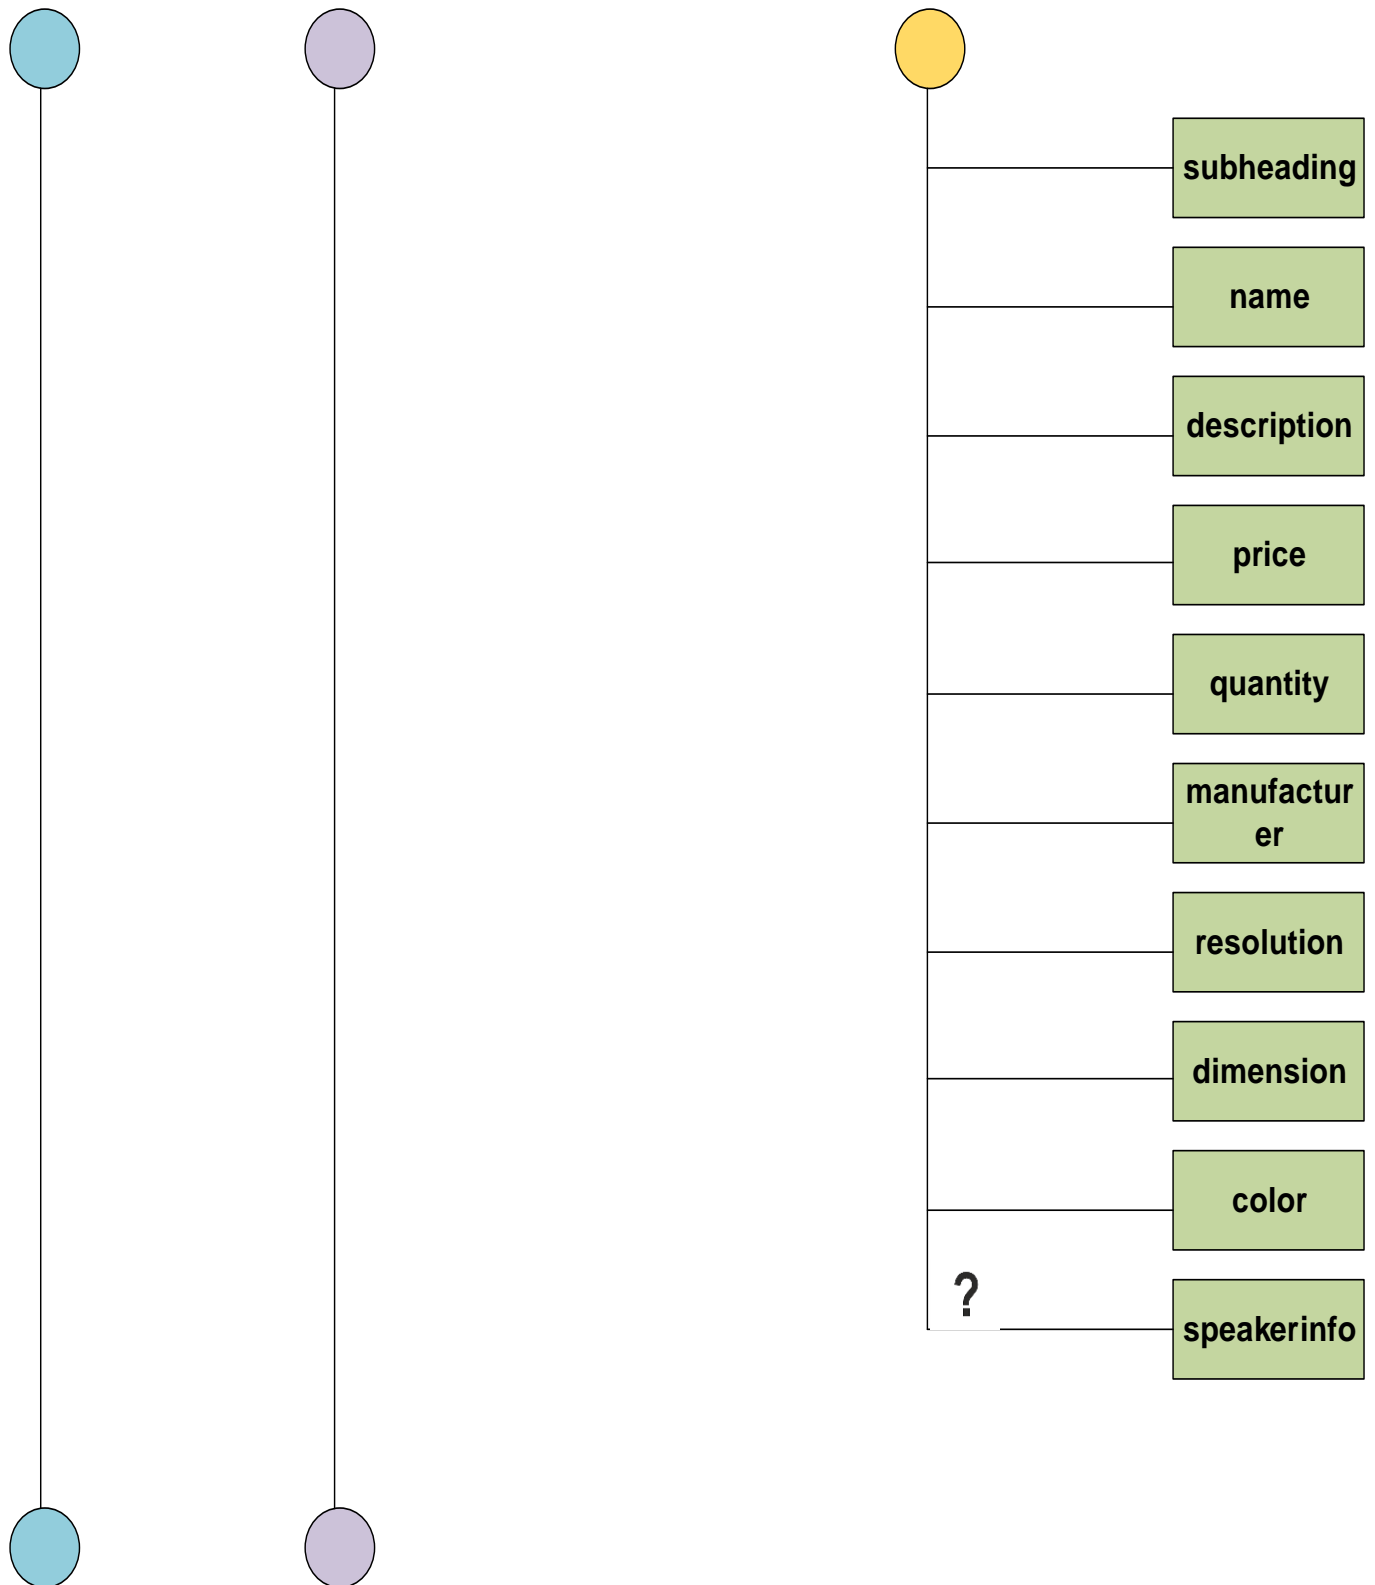 subheading
name
description
price
quantity
manufactur
er
resolution
dimension
color
?
speakerinfo